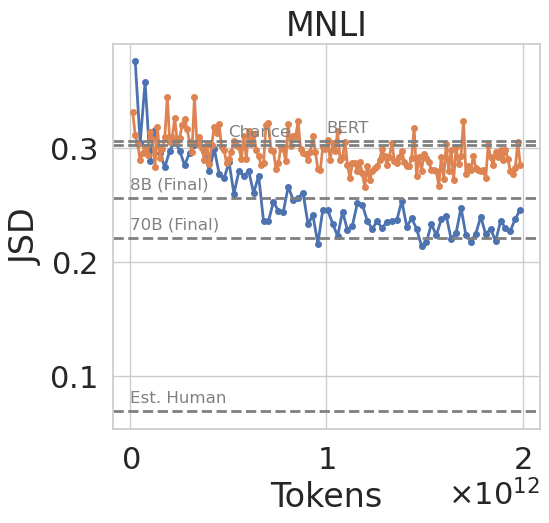 MNLI
JSD
0.3
0.2
0.1
Chance
BERT
8B (Final)
70B (Final)
Est. Human
0
1
2
Tokens
×10¹²